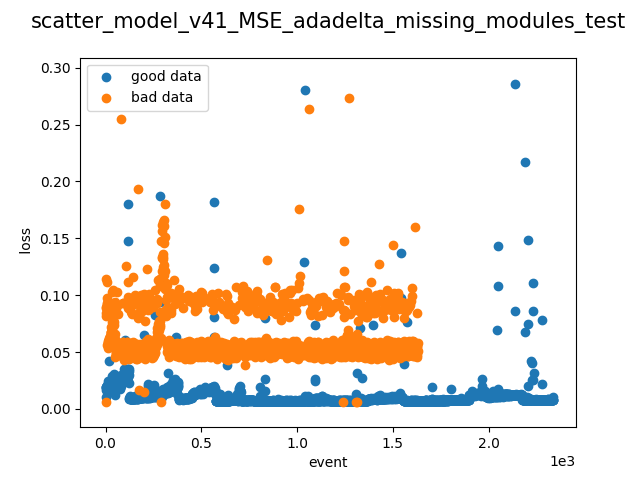 scatter_model_v41_MSE_adadelta_missing_modules_test
good data
bad data
0.30
0.25
0.20
0.15
0.10
0.05
0.00
loss
0.0 0.5 1.0 1.5 2.0
1e3
event